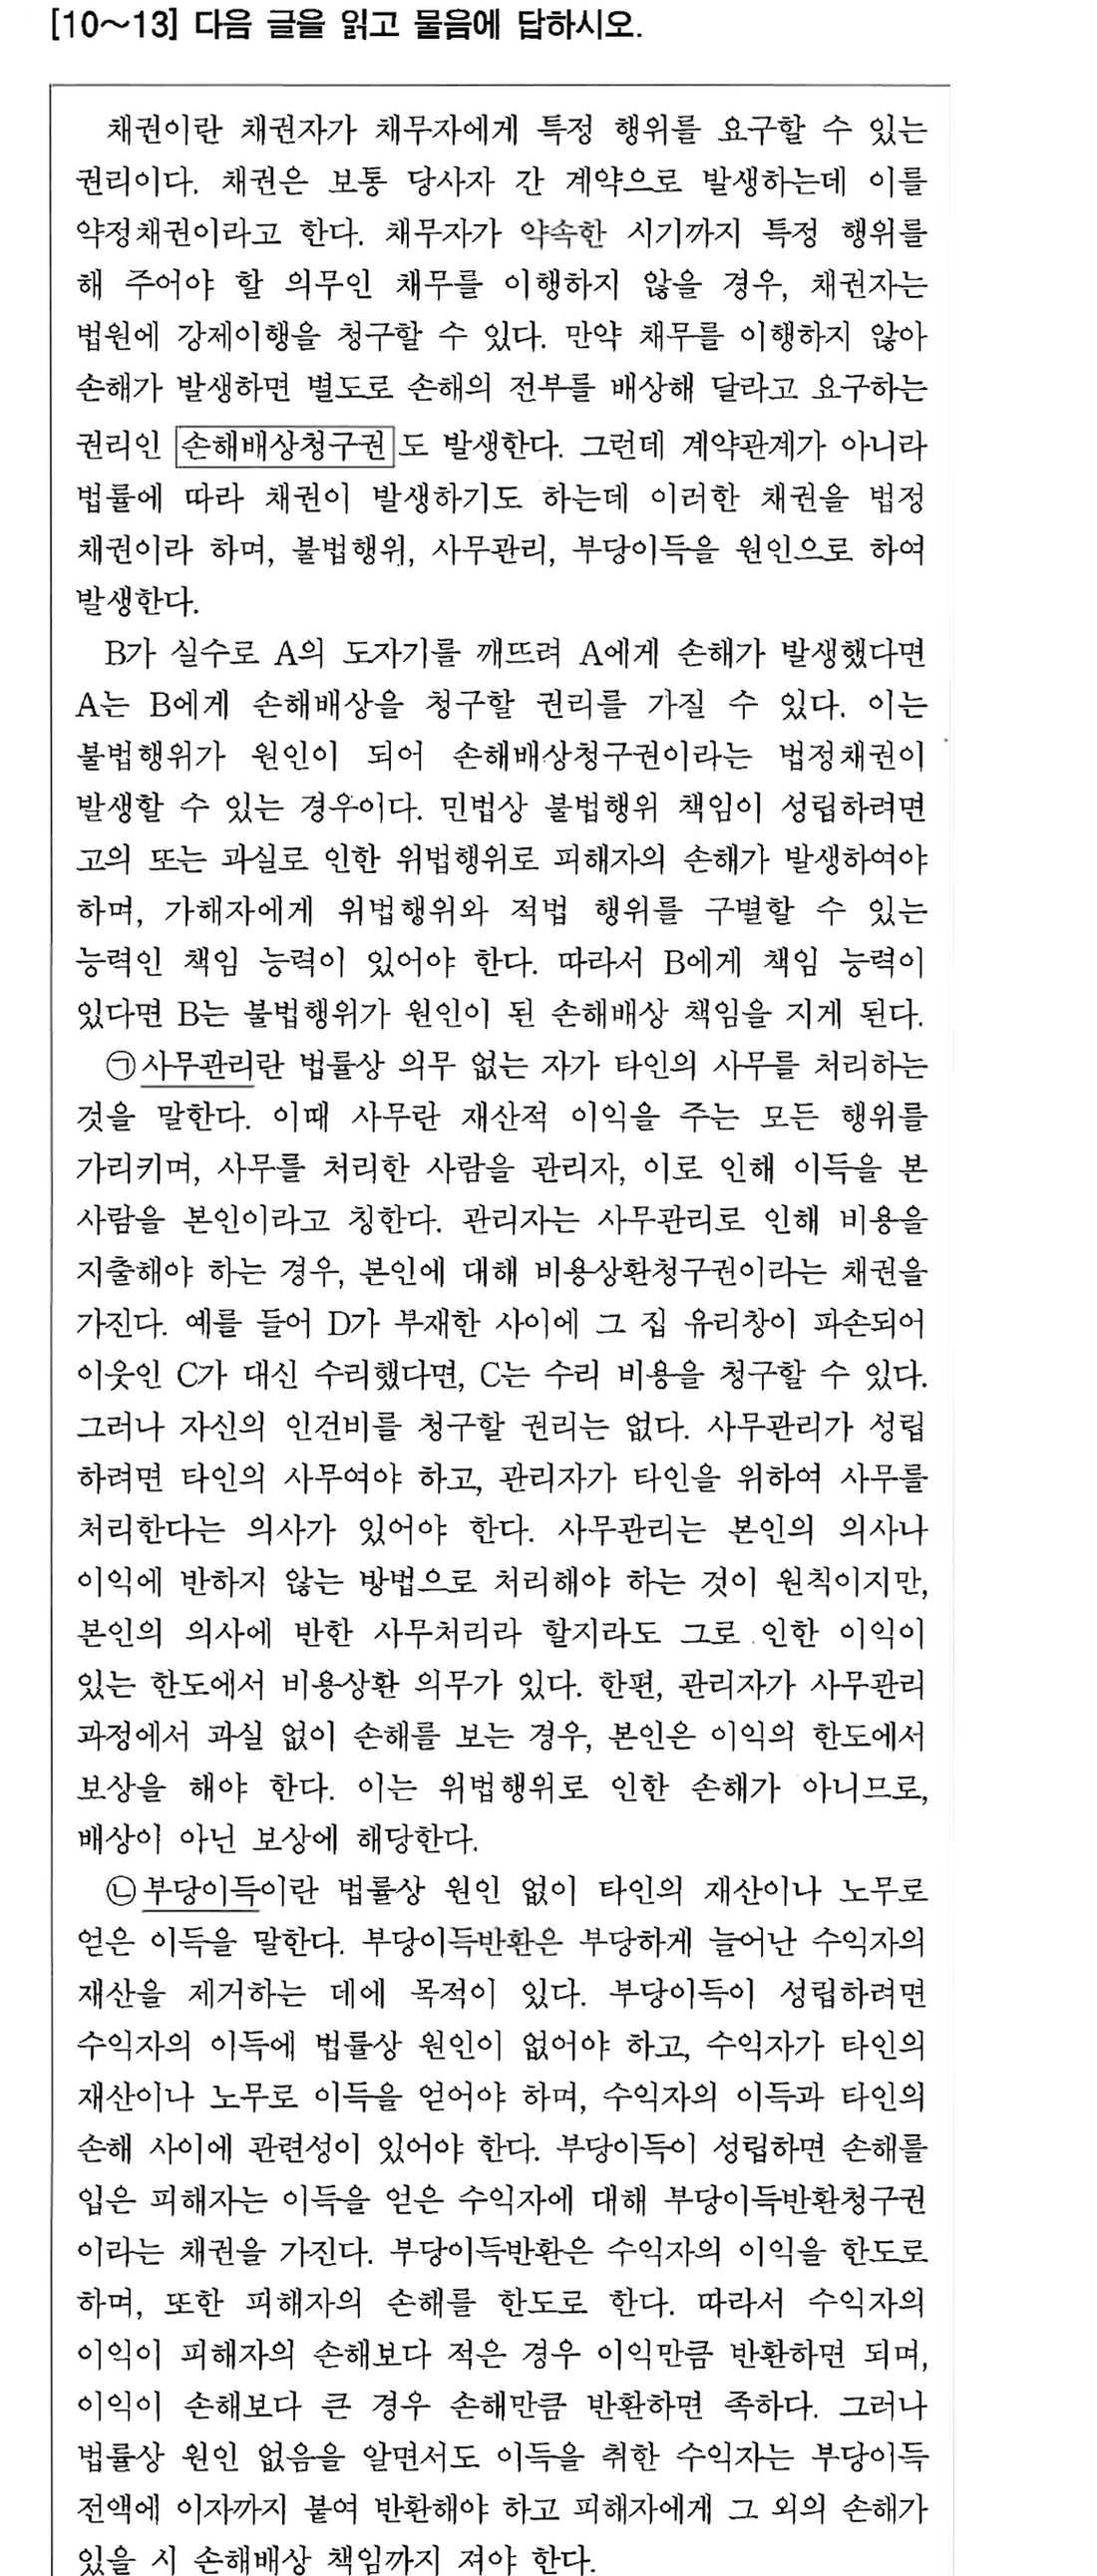 [10～13] 다음 글을 읽고 물음에 답하시오.
채권이란 채권자가 채무자에게 특정 행위를 요구할 수 있는
권리이다. 채권은 보통 당사자 간 계약으로 발생하는데 이를
약정채권이라고 한다. 채무자가 약속한 시기까지 특정 행위를
해 주어야 할 의무인 채무를 이행하지 않을 경우, 채권자는
법원에 강제이행을 청구할 수 있다. 만약 채무를 이행하지 않아
손해가 발생하면 별도로 손해의 전부를 배상해 달라고 요구하는
권리인 손해배상청구권도 발생한다. 그런데 계약관계가 아니라
법률에 따라 채권이 발생하기도 하는데 이러한 채권을 법정
채권이라 하며, 불법행위, 사무관리, 부당이득을 원인으로 하여
발생한다.
B가 실수로 A의 도자기를 깨뜨려 A에게 손해가 발생했다면
A는 B에게 손해배상을 청구할 권리를 가질 수 있다. 이는
불법행위가 원인이 되어 손해배상청구권이라는 법정채권이
발생할 수 있는 경우이다. 민법상 불법행위 책임이 성립하려면
고의 또는 과실로 인한 위법행위로 피해자의 손해가 발생하여야
하며, 가해자에게 위법행위와 적법 행위를 구별할 수 있는
능력인 책임 능력이 있어야 한다. 따라서 B에게 책임 능력이
있다면 B는 불법행위가 원인이 된 손해배상 책임을 지게 된다.
㉠사무관리란 법률상 의무 없는 자가 타인의 사무를 처리하는
것을 말한다. 이때 사무란 재산적 이익을 주는 모든 행위를
가리키며, 사무를 처리한 사람을 관리자, 이로 인해 이득을 본
사람을 본인이라고 칭한다. 관리자는 사무관리로 인해 비용을
지출해야 하는 경우, 본인에 대해 비용상환청구권이라는 채권을
가진다. 예를 들어 D가 부재한 사이에 그 집 유리창이 파손되어
이웃인 C가 대신 수리했다면, C는 수리 비용을 청구할 수 있다.
그러나 자신의 인건비를 청구할 권리는 없다. 사무관리가 성립
하려면 타인의 사무여야 하고, 관리자가 타인을 위하여 사무를
처리한다는 의사가 있어야 한다. 사무관리는 본인의 의사나
이익에 반하지 않는 방법으로 처리해야 하는 것이 원칙이지만,
본인의 의사에 반한 사무처리라 할지라도 그로 인한 이익이
있는 한도에서 비용상환 의무가 있다. 한편, 관리자가 사무관리
과정에서 과실 없이 손해를 보는 경우, 본인은 이익의 한도에서
보상을 해야 한다. 이는 위법행위로 인한 손해가 아니므로,
배상이 아닌 보상에 해당한다.
㉡부당이득이란 법률상 원인 없이 타인의 재산이나 노무로
얻은 이득을 말한다. 부당이득반환은 부당하게 늘어난 수익자의
재산을 제거하는 데에 목적이 있다. 부당이득이 성립하려면
수익자의 이득에 법률상 원인이 없어야 하고, 수익자가 타인의
재산이나 노무로 이득을 얻어야 하며, 수익자의 이득과 타인의
손해 사이에 관련성이 있어야 한다. 부당이득이 성립하면 손해를
입은 피해자는 이득을 얻은 수익자에 대해 부당이득반환청구권
이라는 채권을 가진다. 부당이득반환은 수익자의 이익을 한도로
하며, 또한 피해자의 손해를 한도로 한다. 따라서 수익자의
이익이 피해자의 손해보다 적은 경우 이익만큼 반환하면 되며,
이익이 손해보다 큰 경우 손해만큼 반환하면 족하다. 그러나
법률상 원인 없음을 알면서도 이득을 취한 수익자는 부당이득
전액에 이자까지 붙여 반환해야 하고 피해자에게 그 외의 손해가
있을 시 손해배상 책임까지 져야 한다.